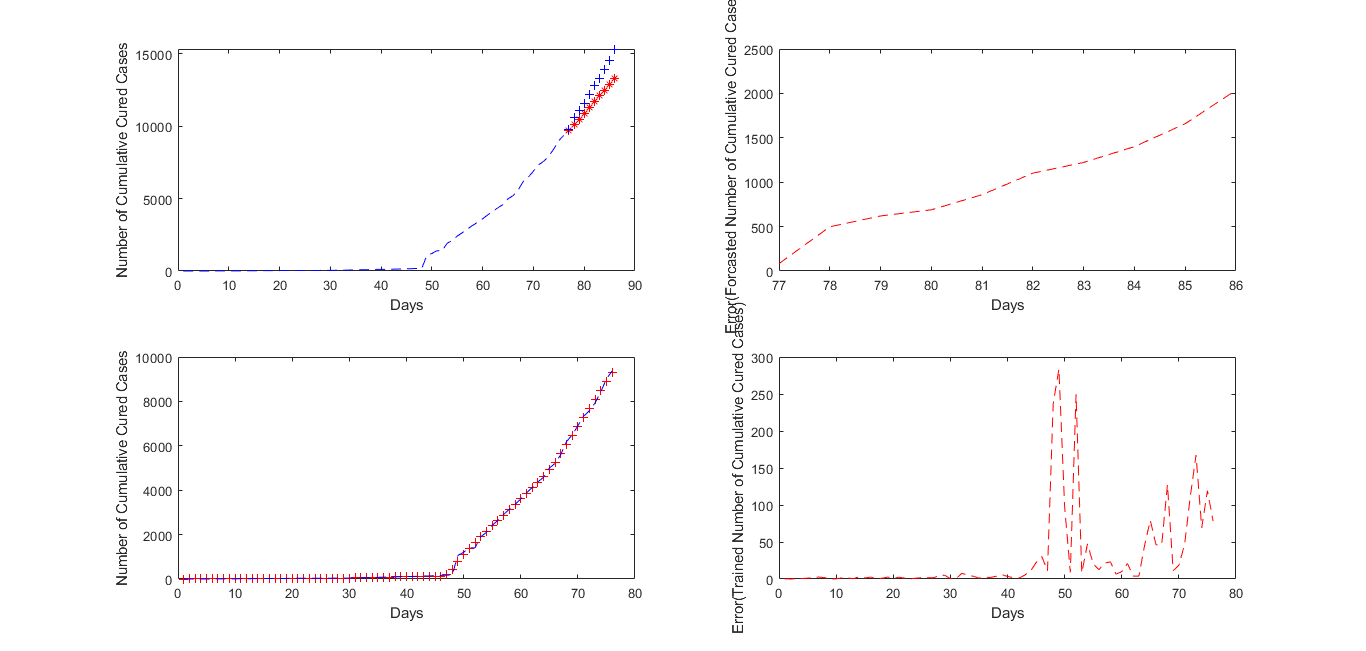 Number of Cumulative Cured Cases
15000
10000
5000
0
0 10 20 30 40 50 60 70 80 90
Days
Error(Forcasted Number of Cumulative Cured Case
2500
2000
1500
1000
500
0
77 78 79 80 81 82 83 84 85 86
Days
Number of Cumulative Cured Cases
10000
8000
6000
4000
2000
0
0 10 20 30 40 50 60 70 80
Days
Error(Trained Number of Cumulative Cured Cases)
300
250
200
150
100
50
0
0 10 20 30 40 50 60 70 80
Days